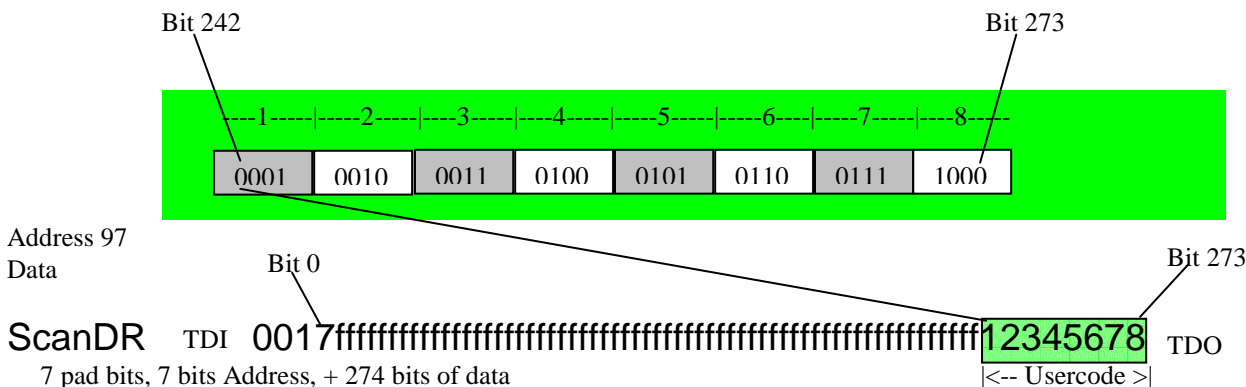 Bit 242 Bit 273
----1-----|-----2-----|----3-----|----4-----|-----5-----|----6----|-----7-----|----8-----
0001 0010 0011 0100 0101 0110 0111 1000
Address 97
Data
Bit 0 Bit 273
ScanDR TDI 0017ffffffffffffffffffffffffffffffffffffffffffffffffffffffffffff12345678 TDO
7 pad bits, 7 bits Address, + 274 bits of data |<-- Usercode >|